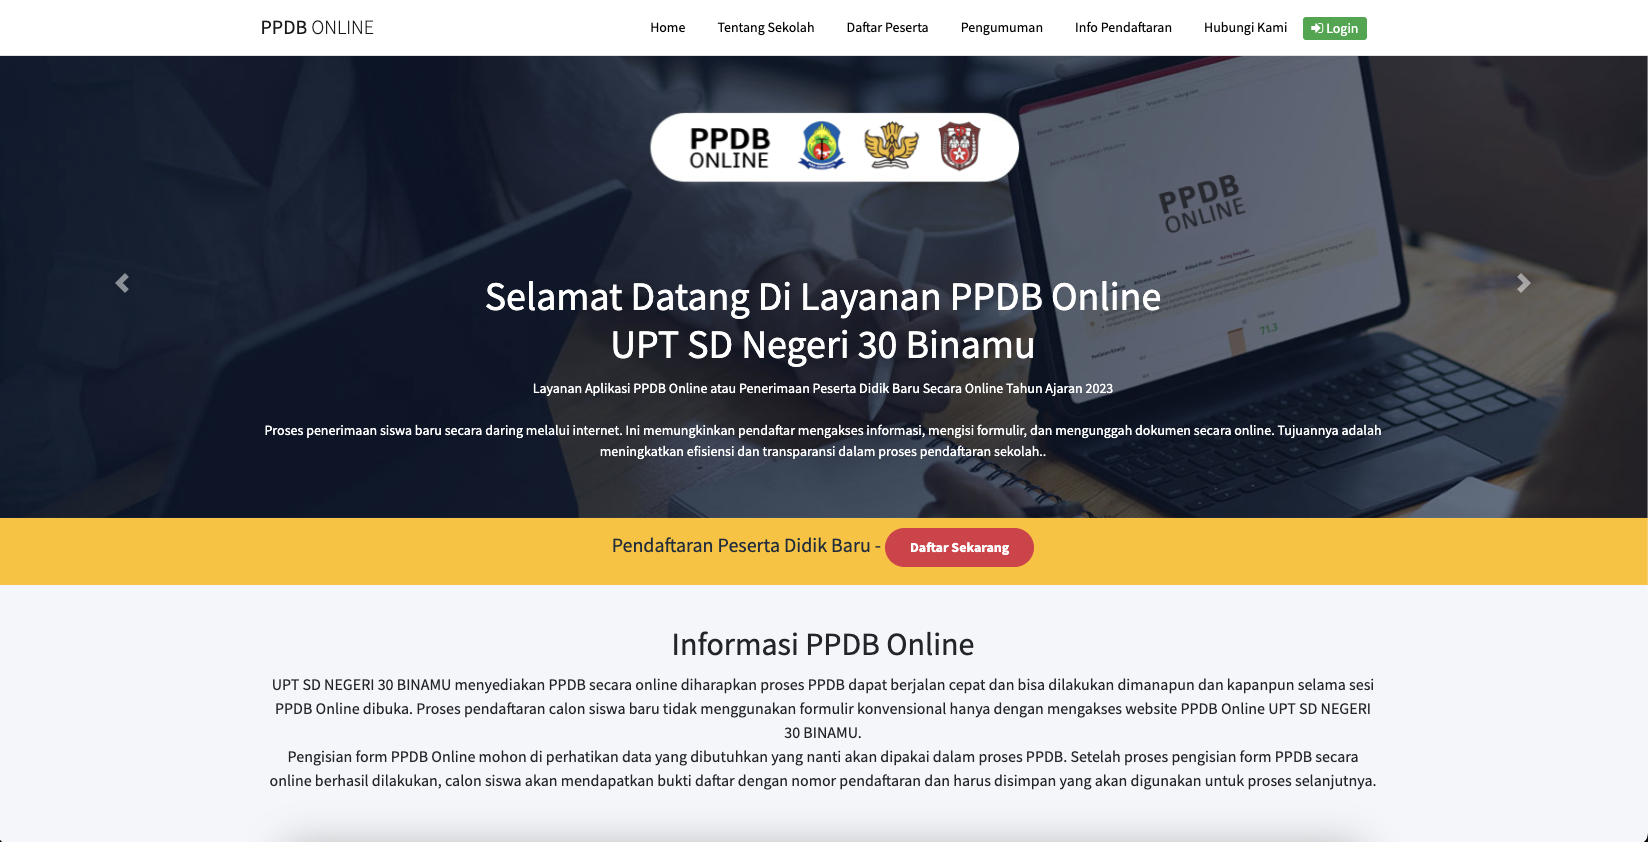 PPDB ONLINE
Home
Tentang Sekolah
Daftar Peserta
Pengumuman
Info Pendaftaran
Hubungi Kami
Login
PPDB
ONLINE
PPDB
ONLINE
71.3
Selamat Datang Di Layanan PPDB Online
UPT SD Negeri 30 Binamu
Layanan Aplikasi PPDB Online atau Penerimaan Peserta Didik Baru Secara Online Tahun Ajaran 2023
Proses penerimaan siswa baru secara daring melalui internet. Ini memungkinkan pendaftar mengakses informasi, mengisi formulir, dan mengunggah dokumen secara online. Tujuannya adalah
meningkatkan efisiensi dan transparansi dalam proses pendaftaran sekolah..
Pendaftaran Peserta Didik Baru - Daftar Sekarang
Informasi PPDB Online
UPT SD NEGERI 30 BINAMU menyediakan PPDB secara online diharapkan proses PPDB dapat berjalan cepat dan bisa dilakukan dimanapun dan kapanpun selama sesi
PPDB Online dibuka. Proses pendaftaran calon siswa baru tidak menggunakan formulir konvensional hanya dengan mengakses website PPDB Online UPT SD NEGERI
30 BINAMU.
Pengisian form PPDB Online mohon di perhatikan data yang dibutuhkan yang nanti akan dipakai dalam proses PPDB. Setelah proses pengisian form PPDB secara
online berhasil dilakukan, calon siswa akan mendapatkan bukti daftar dengan nomor pendaftaran dan harus disimpan yang akan digunakan untuk proses selanjutnya.